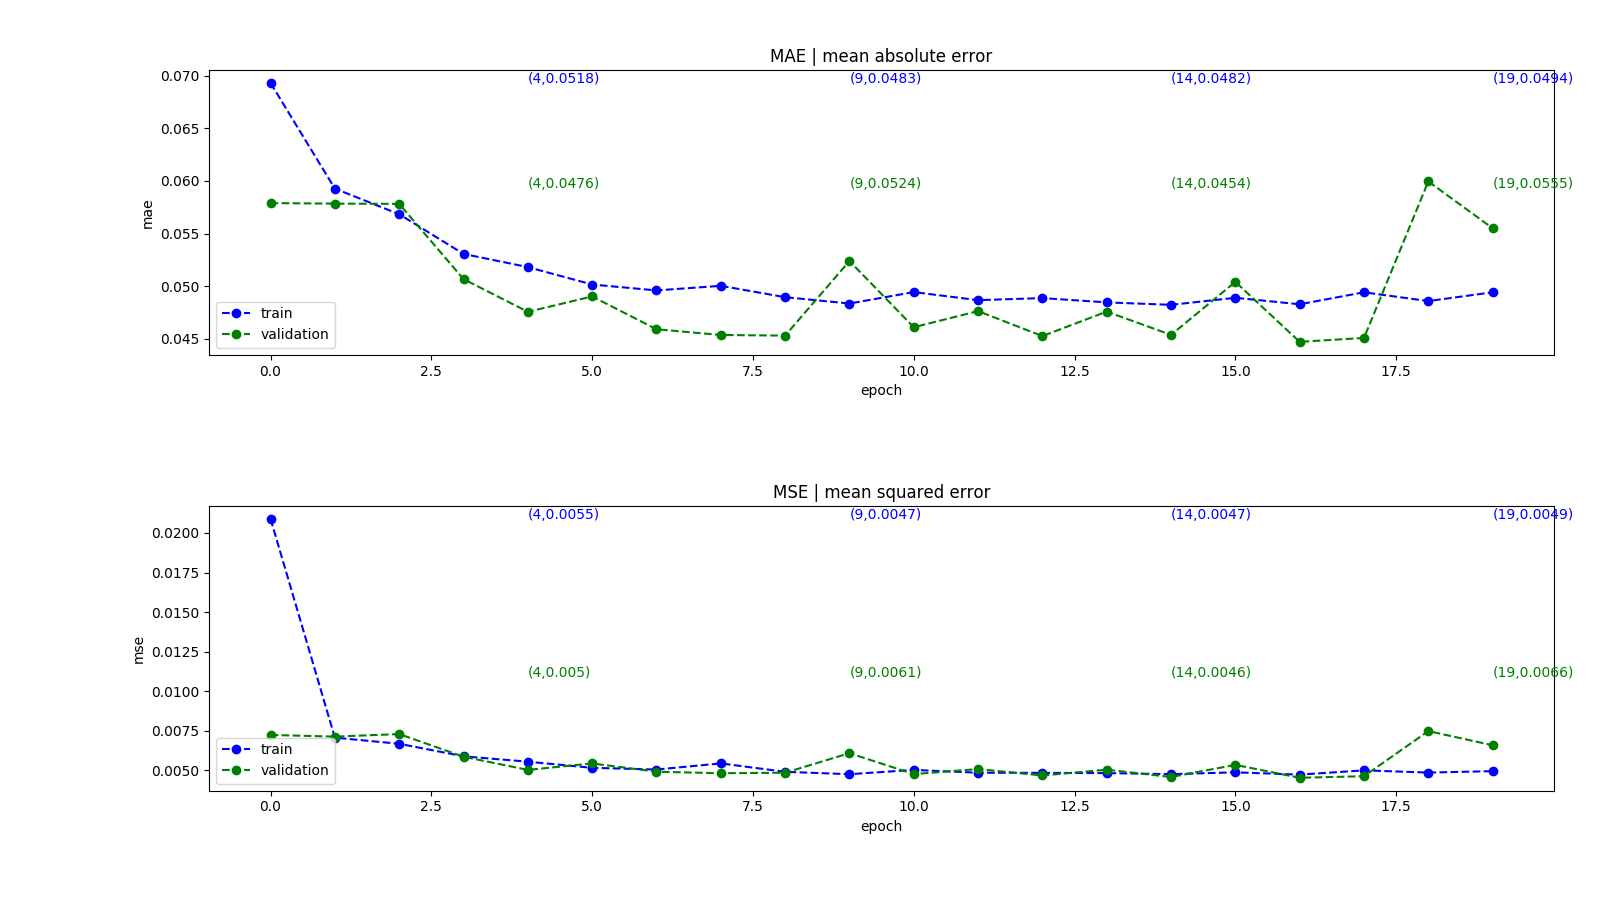 MAE | mean absolute error
0.070
0.065
0.060
0.055
0.050
0.045
mae
(4,0.0518) (9,0.0483) (14,0.0482) (19,0.0494)
(4,0.0476) (9,0.0524) (14,0.0454) (19,0.0555)
train
validation
0.0 2.5 5.0 7.5 10.0 12.5 15.0 17.5
epoch
MSE | mean squared error
0.0200
0.0175
0.0150
0.0125
0.0100
0.0075
0.0050
mse
(4,0.0055) (9,0.0047) (14,0.0047) (19,0.0049)
(4,0.005) (9,0.0061) (14,0.0046) (19,0.0066)
train
validation
0.0 2.5 5.0 7.5 10.0 12.5 15.0 17.5
epoch